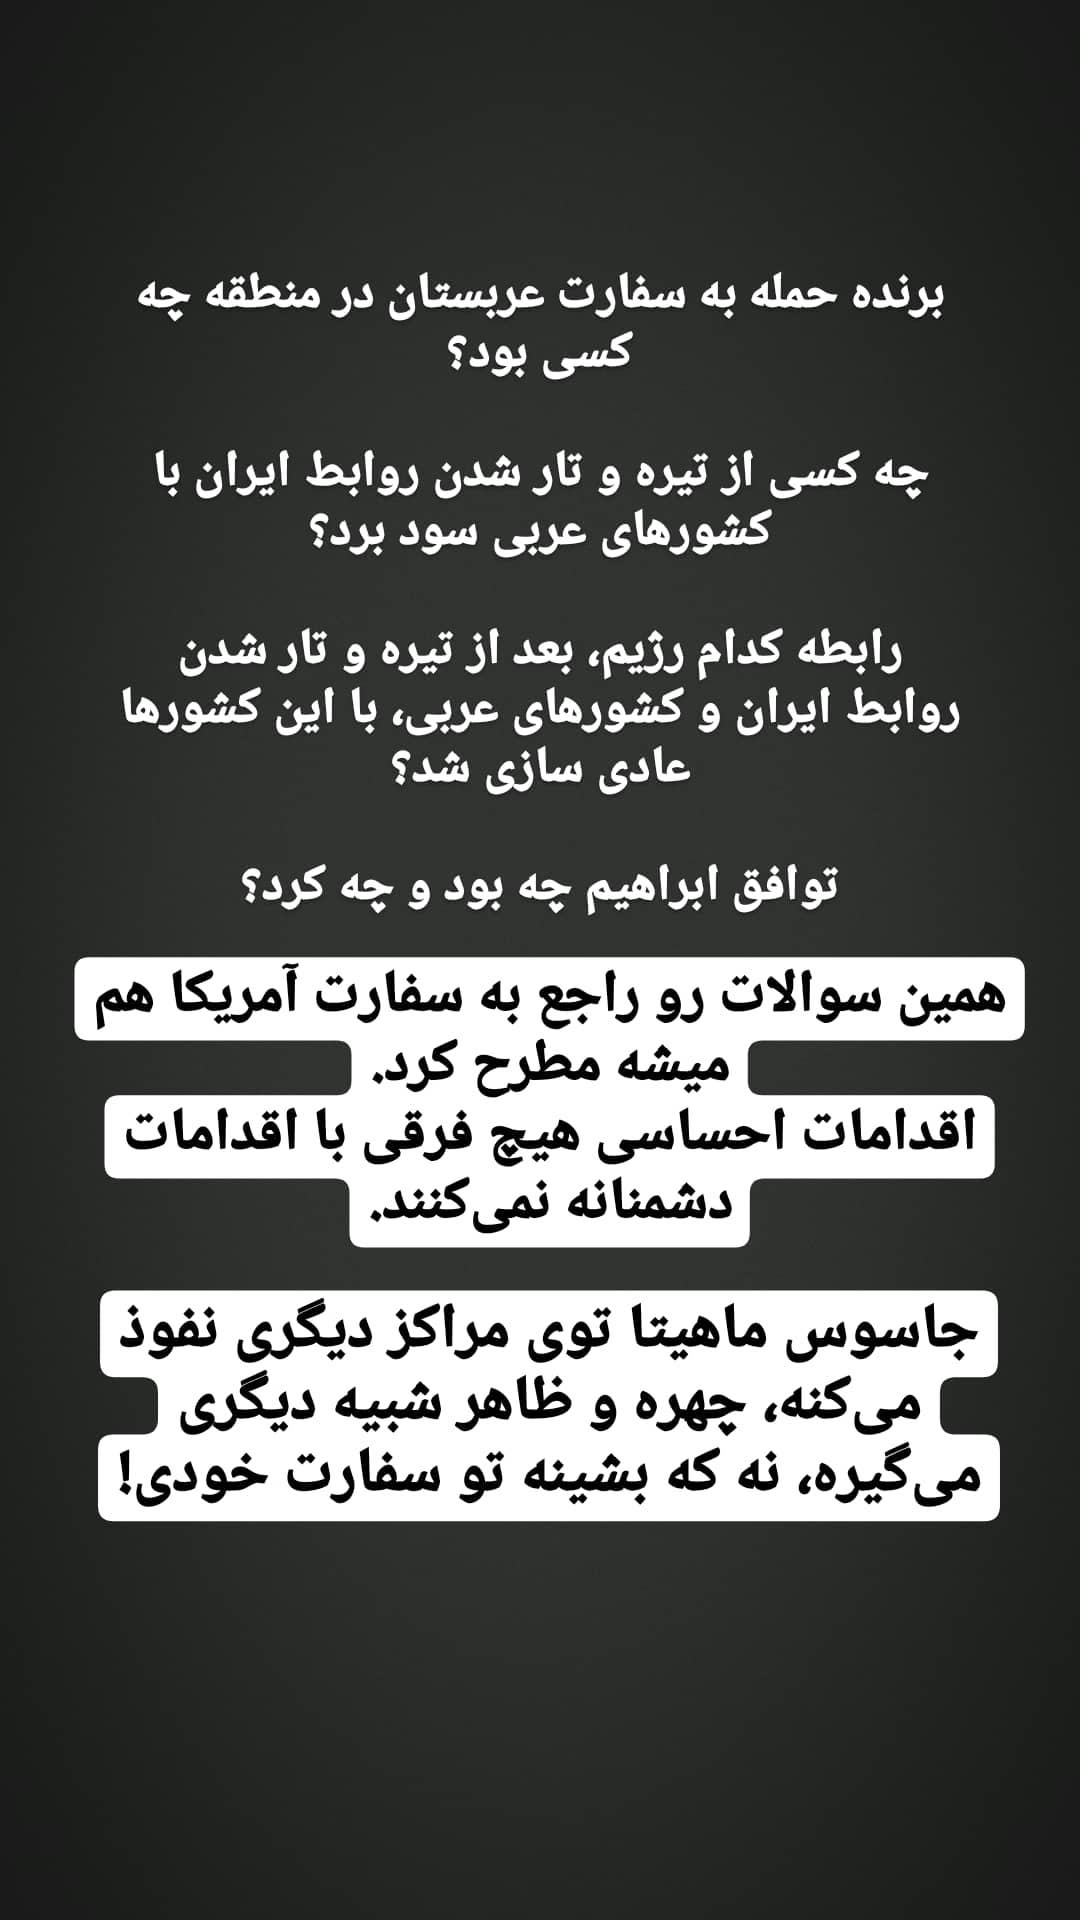 برنده حمله به سفارت عربستان در منطقه چه
کسی بود؟
چه کسی از تیره و تار شدن روابط ایران با
کشورهای عربی سود برد؟
رابطه کدام رژیم، بعد از تیره و تار شدن
روابط ایران و کشورهای عربی، با این کشورها
عادی سازی شد؟
توافق ابراهیم چه بود و چه کرد؟
همین سوالات رو راجع به سفارت آمریکا هم
میشه مطرح کرد.
اقدامات احساسی هیچ فرقی با اقدامات
دشمنانه نمی‌کنند.
جاسوس ماهیتا توی مراکز دیگری نفوذ
می‌کنه، چهره و ظاهر شبیه دیگری
می‌گیره، نه که بشینه تو سفارت خودی!